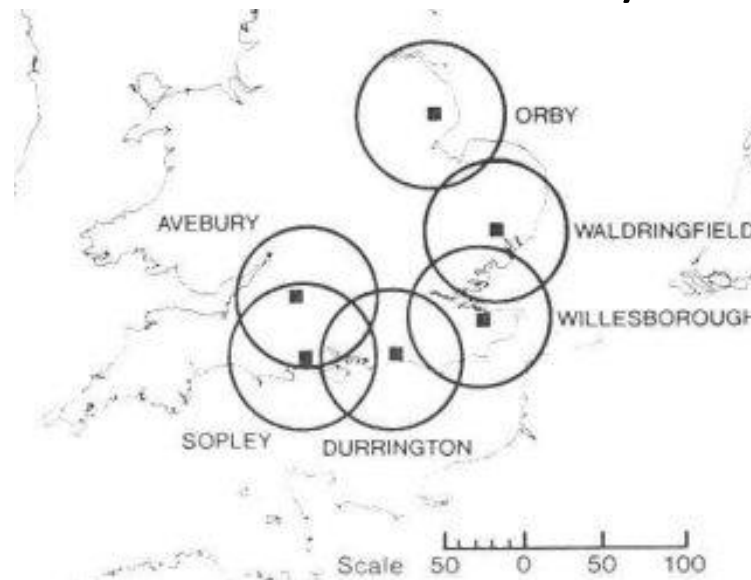 ORBY
AVEBURY
WALDRINGFIELD
WILLESBOROUGH
SOPLEY
DURRINGTON
Scale 50 0 50 100